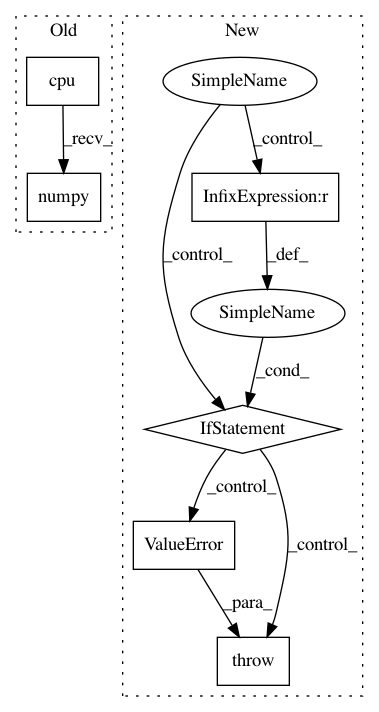 Old
New
cpu
SimpleName
_recv_
_control_
numpy
InfixExpression:r
_control_
_def_
SimpleName
_cond_
IfStatement
_control_
ValueError
_control_
_para_
throw